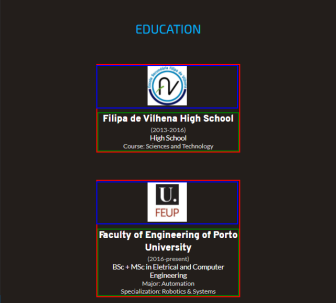 EDUCATION
Filipa de Vilhena High School
(2013-2016)
High School
Course: Sciences and Technology
U.
FEUP
Faculty of Engineering of Porto
University
(2016-present)
BSc + MSc in Eletrical and Computer
Engineering
Major: Automation
Specialization: Robotics & Systems